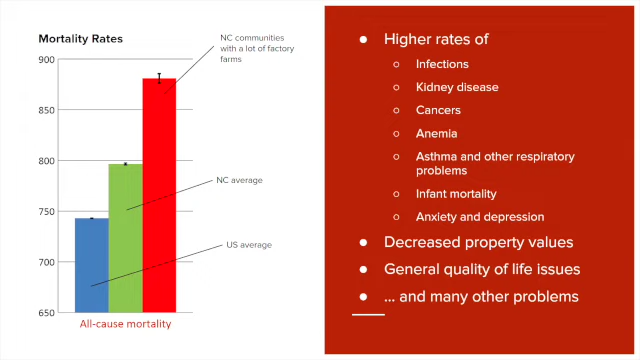 Mortality Rates
NC communities
with a lot of factory
farms
900
850
800
750
700
650
NC average
US average
All-cause mortality
● Higher rates of
○ Infections
○ Kidney disease
○ Cancers
○ Anemia
○ Asthma and other respiratory
problems
○ Infant mortality
○ Anxiety and depression
● Decreased property values
● General quality of life issues
● ... and many other problems